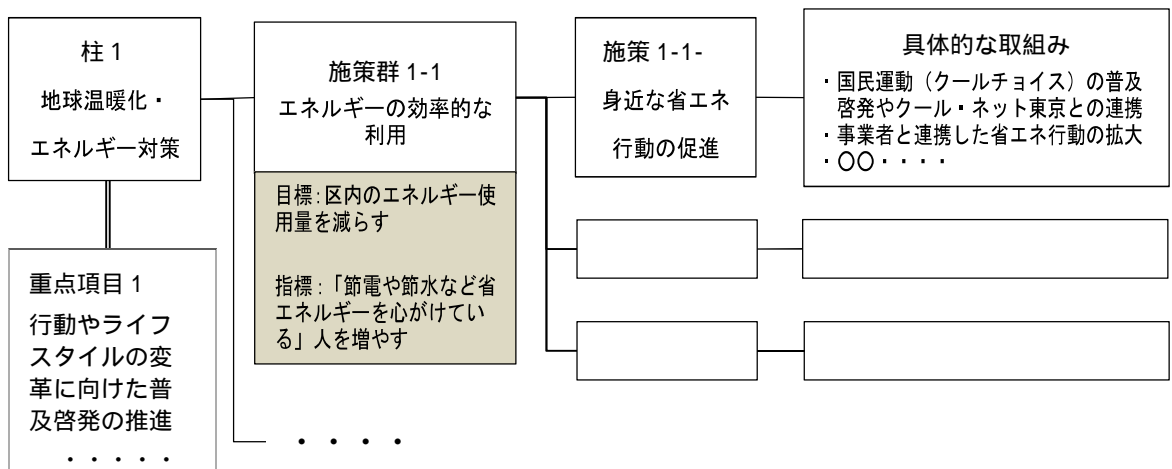 柱 1
地球温暖化・
エネルギー対策
重点項目 1
行動やライフ
スタイルの変
革に向けた普
及啓発の推進
・・・・・
施策群 1-1
エネルギーの効率的な
利用
目標：区内のエネルギー使
用量を減らす
指標：「節電や節水など省
エネルギーを心がけてい
る」人を増やす
・・・・
施策 1-1-
身近な省エネ
行動の促進
具体的な取組み
・国民運動（クールチョイス）の普及
啓発やクール・ネット東京との連携
・事業者と連携した省エネ行動の拡大
・〇〇・・・・